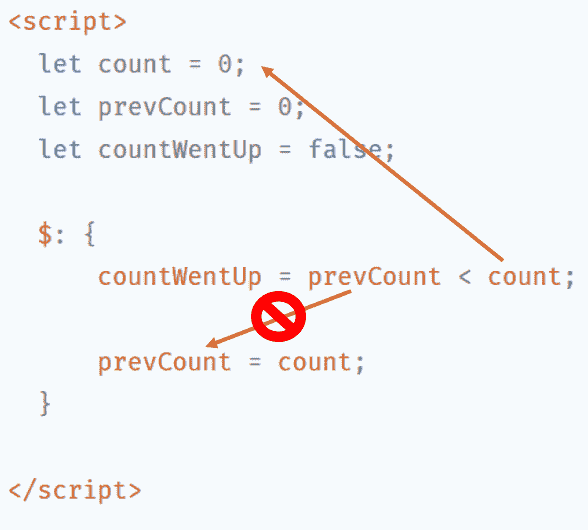 <script>
let count = 0;
let prevCount = 0;
let countWentUp = false;
$: {
countWentUp = prevCount < count;
prevCount = count;
}
</script>